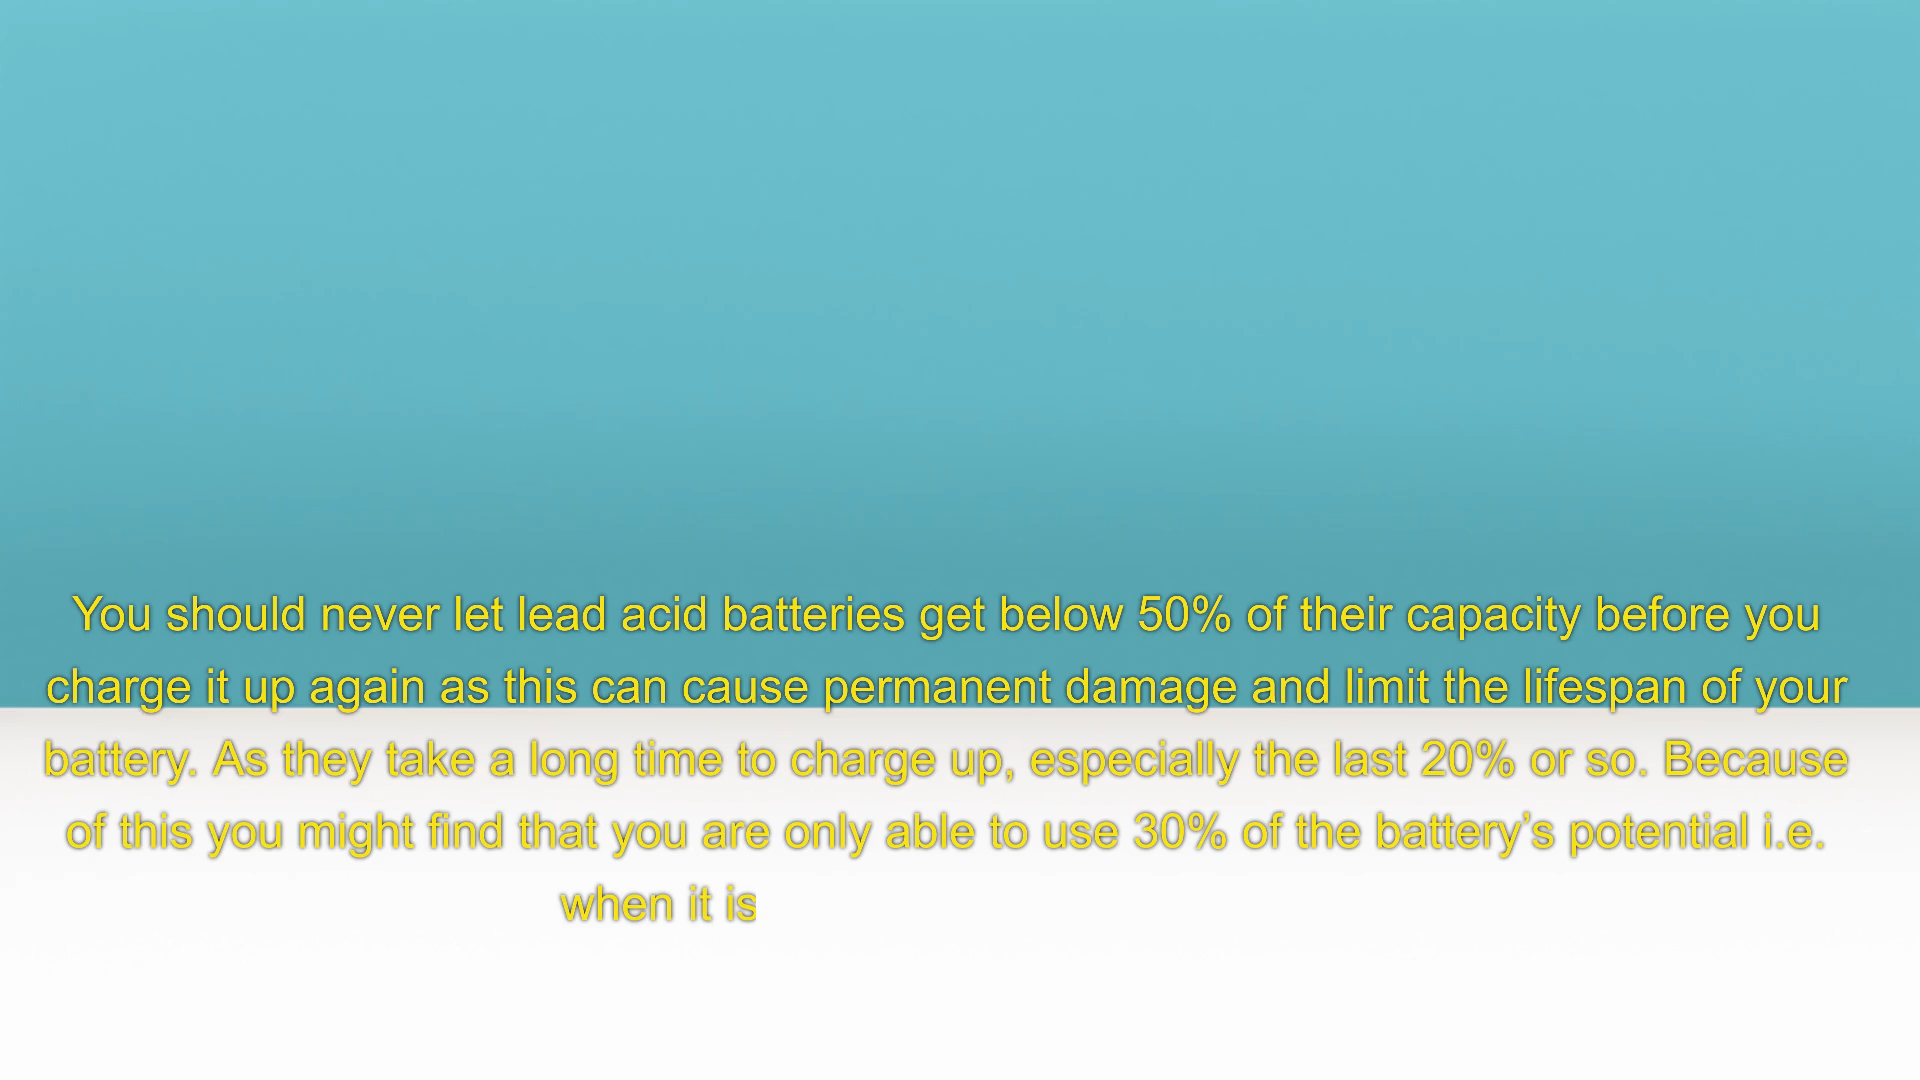 You should never let lead acid batteries get below 50% of their capacity before you
charge it up again as this can cause permanent damage and limit the lifespan of your
battery. As they take a long time to charge up, especially the last 20% or so. Because
of this you might find that you are only able to use 30% of the battery’s potential i.e.
when it is